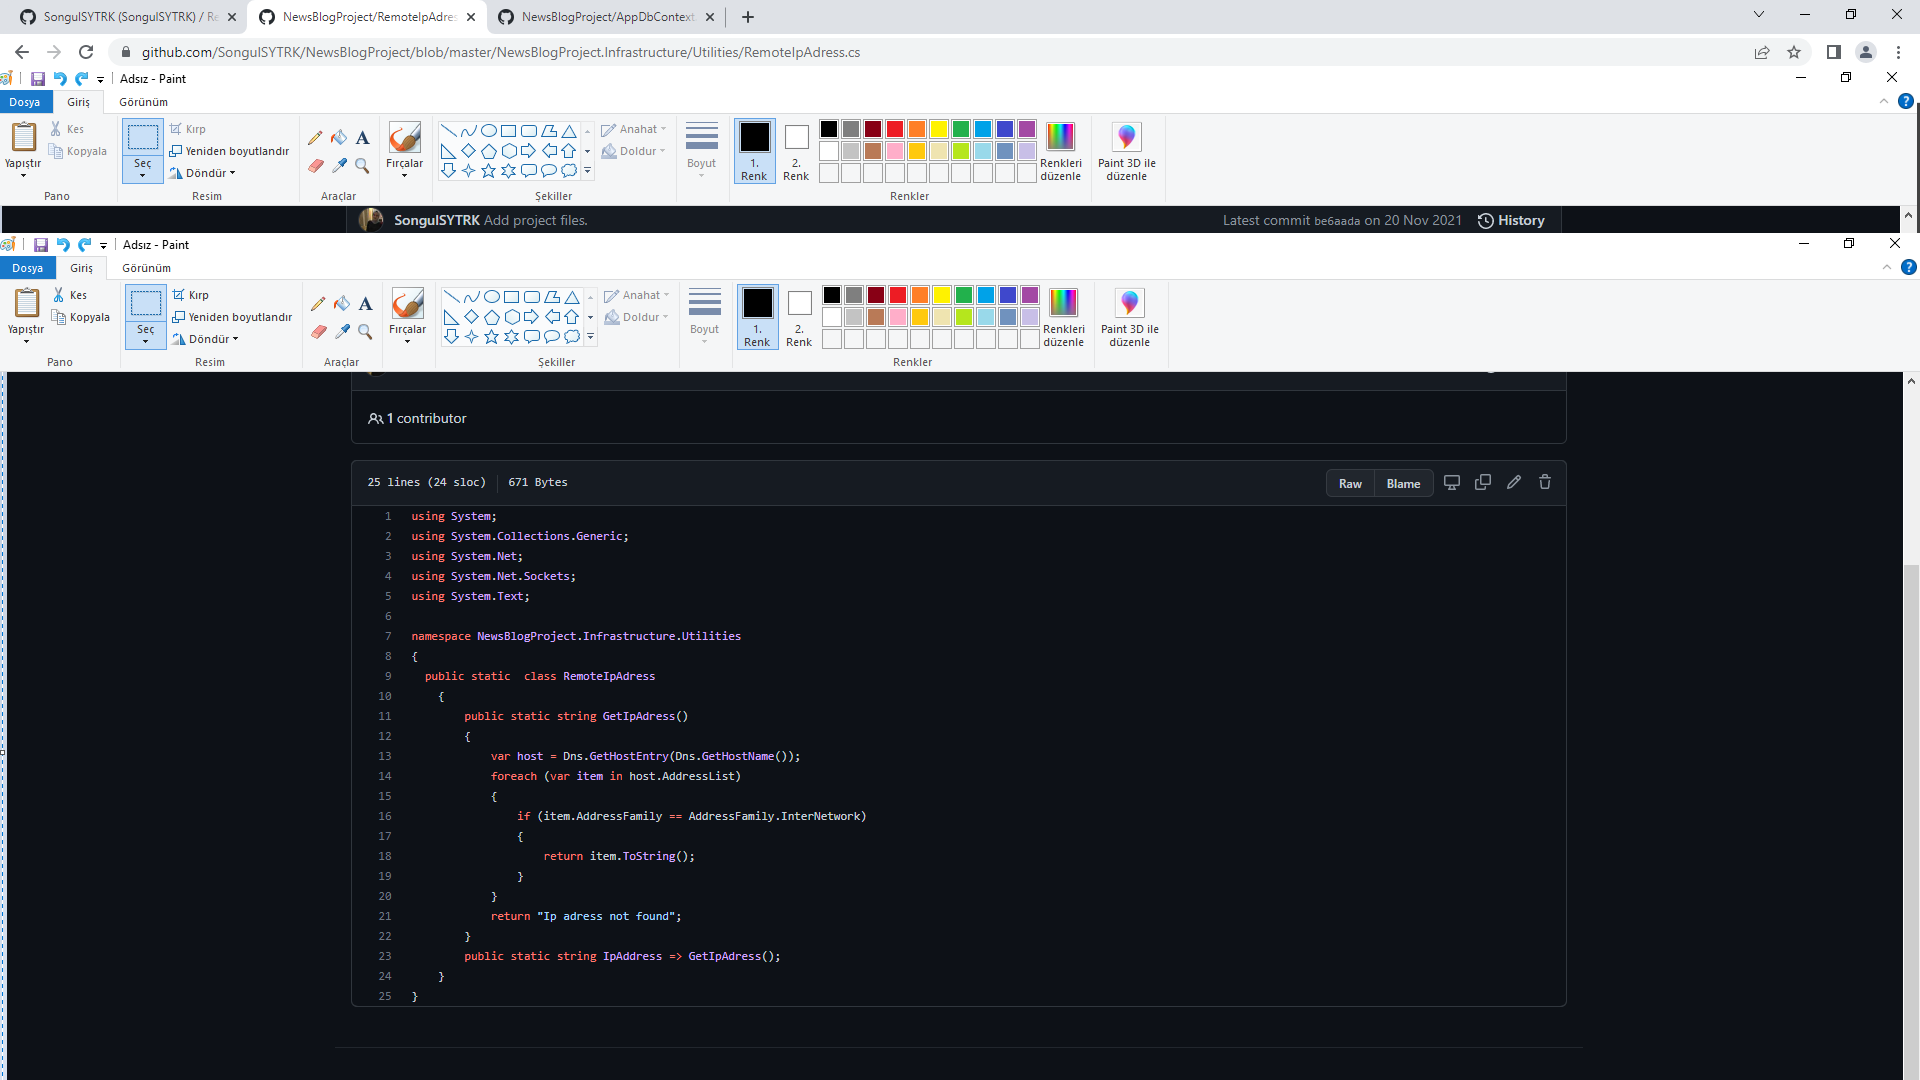 SongulSYTRK (SongulSYTRK) / Re
NewsBlogProject/RemoteIpAdres
NewsBlogProject/AppDbContext.
github.com/SongulSYTRK/NewsBlogProject/blob/master/NewsBlogProject.Infrastructure/Utilities/RemoteIpAdress.cs
Adsız - Paint
Dosya Giriş Görünüm
Yapıştır
Kes
Kopyala
Pano
Seç
Kırp
Yeniden boyutlandır
Döndür
Resim
Araçlar
Fırçalar
Şekiller
Anahat
Doldur
Boyut
1. Renk
2. Renk
Renkler
Renkleri düzenle
Paint 3D ile düzenle
SongulSYTRK Add project files.
Latest commit be6aada on 20 Nov 2021 History
Adsız - Paint
Dosya Giriş Görünüm
Yapıştır
Kes
Kopyala
Pano
Seç
Kırp
Yeniden boyutlandır
Döndür
Resim
Araçlar
Fırçalar
Şekiller
Anahat
Doldur
Boyut
1. Renk
2. Renk
Renkler
Renkleri düzenle
Paint 3D ile düzenle
1 contributor
25 lines (24 sloc) 671 Bytes
Raw Blame
1 using System;
2 using System.Collections.Generic;
3 using System.Net;
4 using System.Net.Sockets;
5 using System.Text;
6
7 namespace NewsBlogProject.Infrastructure.Utilities
8 {
9 public static class RemoteIpAdress
10 {
11 public static string GetIpAdress()
12 {
13 var host = Dns.GetHostEntry(Dns.GetHostName());
14 foreach (var item in host.AddressList)
15 {
16 if (item.AddressFamily == AddressFamily.InterNetwork)
17 {
18 return item.ToString();
19 }
20 }
21 return "Ip adress not found";
22 }
23 public static string IpAddress => GetIpAdress();
24 }
25 }